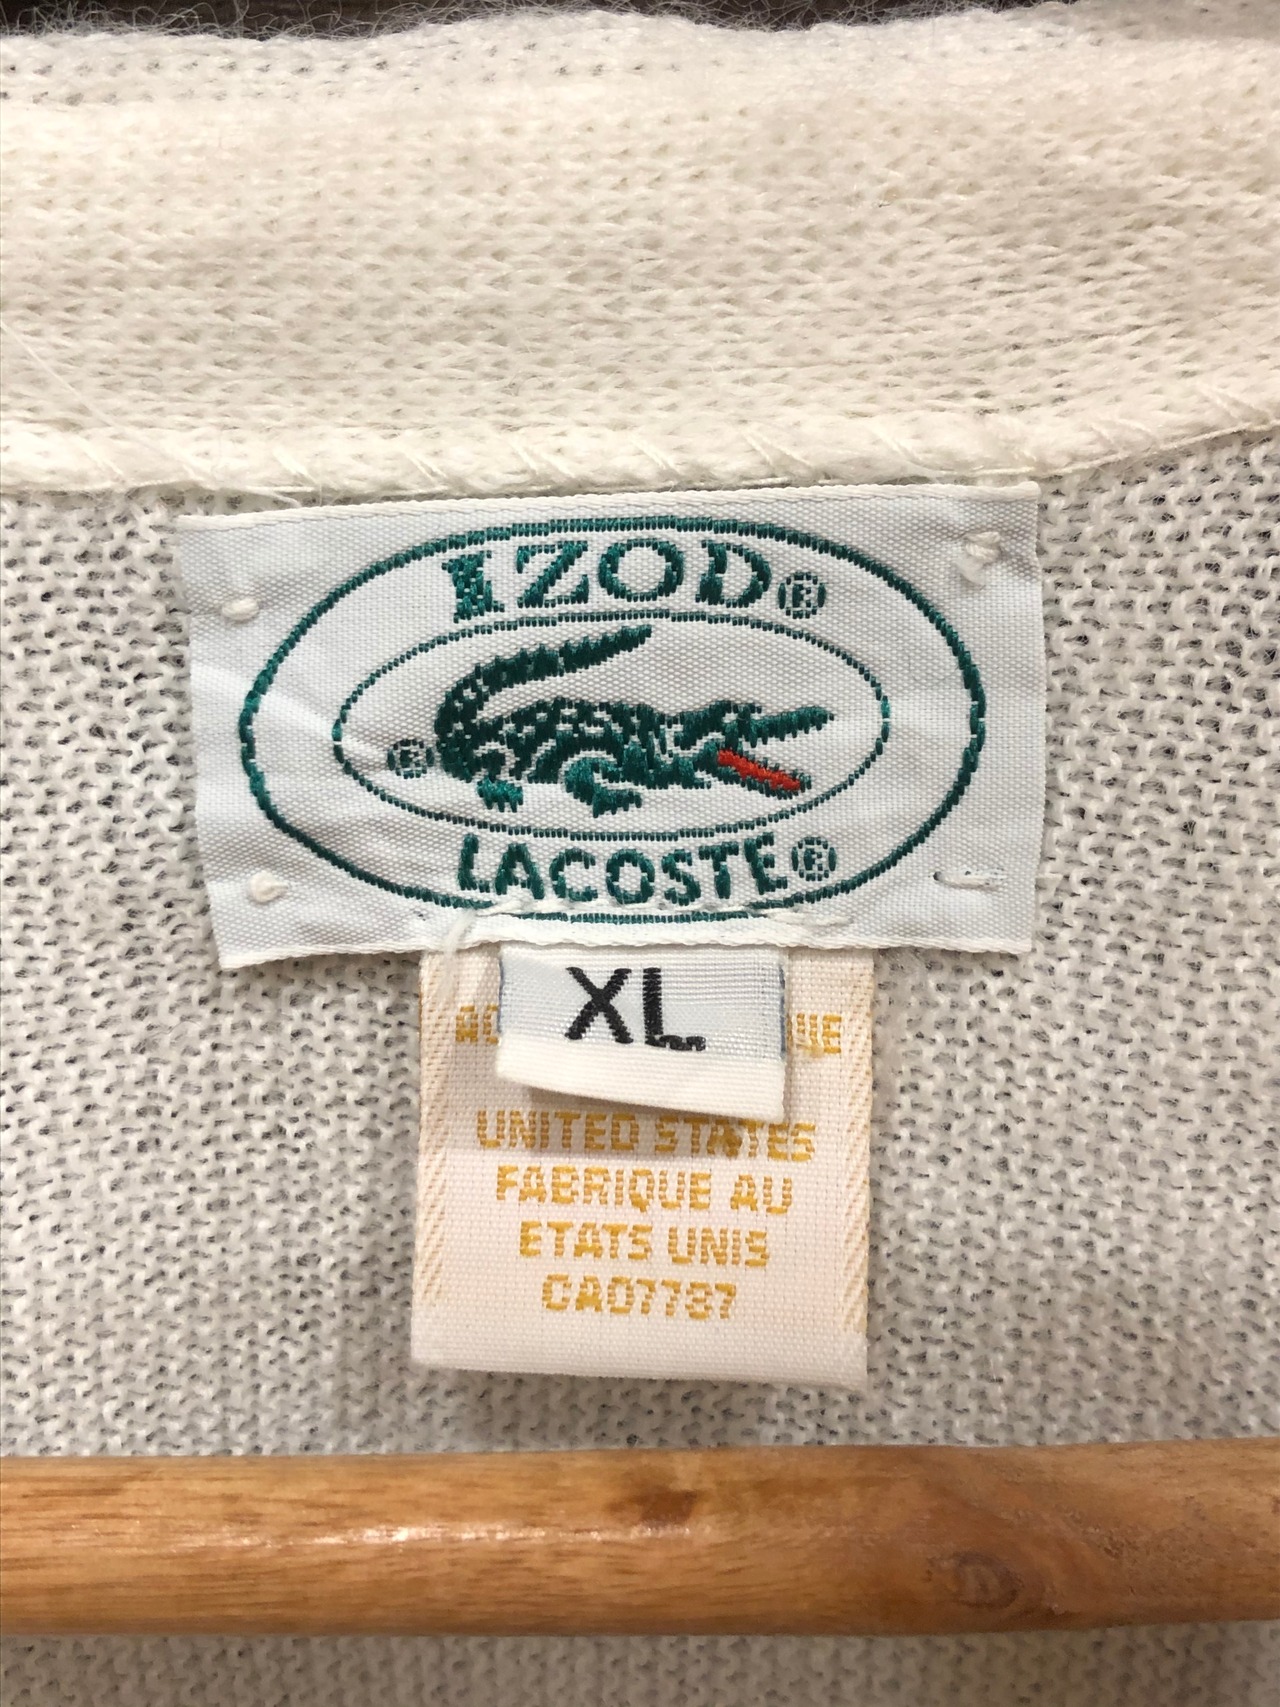 IZOD®
®
LACOSTE®
XL
UNITED STATES
FABRIQUE AU
ETATS UNIS
CA07787